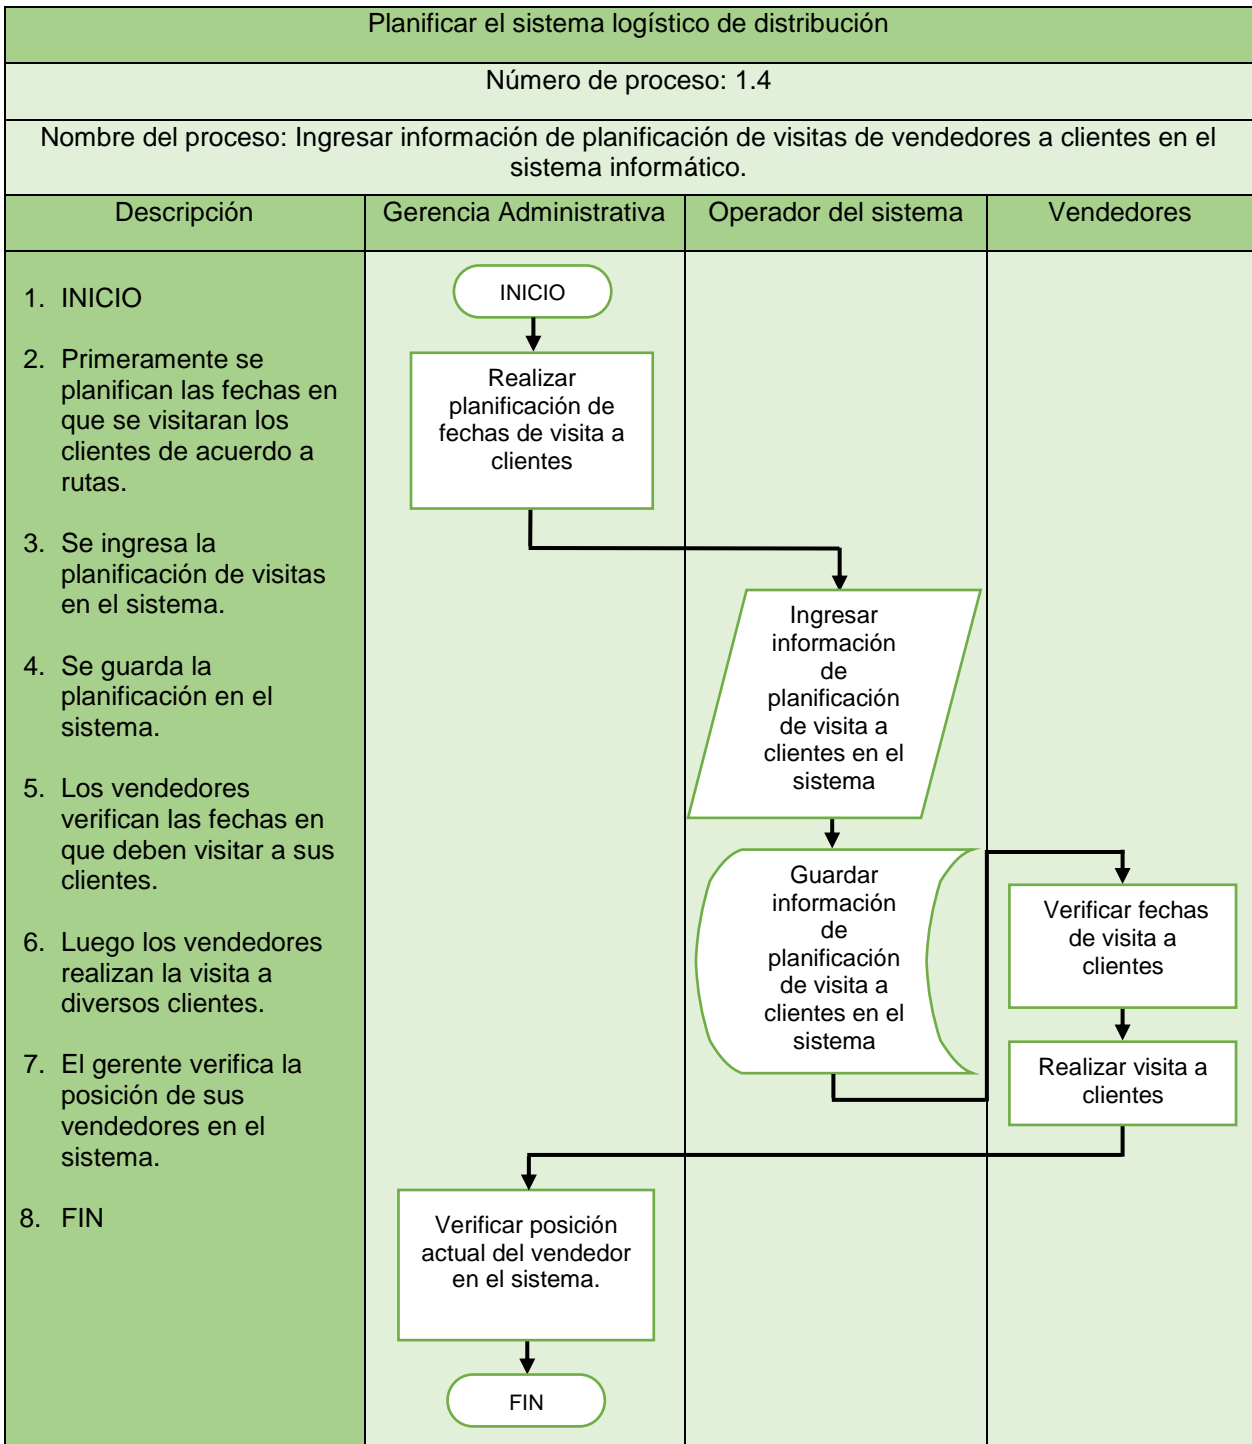 Planificar el sistema logístico de distribución
Número de proceso: 1.4
Nombre del proceso: Ingresar información de planificación de visitas de vendedores a clientes en el
sistema informático.
Descripción
Gerencia Administrativa
Operador del sistema
Vendedores
1. INICIO
2. Primeramente se
planifican las fechas en
que se visitaran los
clientes de acuerdo a
rutas.
3. Se ingresa la
planificación de visitas
en el sistema.
4. Se guarda la
planificación en el
sistema.
5. Los vendedores
verifican las fechas en
que deben visitar a sus
clientes.
6. Luego los vendedores
realizan la visita a
diversos clientes.
7. El gerente verifica la
posición de sus
vendedores en el
sistema.
8. FIN
INICIO
Realizar
planificación de
fechas de visita a
clientes
Ingresar
información
de
planificación
de visita a
clientes en el
sistema
Guardar
información
de
planificación
de visita a
clientes en el
sistema
Verificar fechas
de visita a
clientes
Realizar visita a
clientes
Verificar posición
actual del vendedor
en el sistema.
FIN